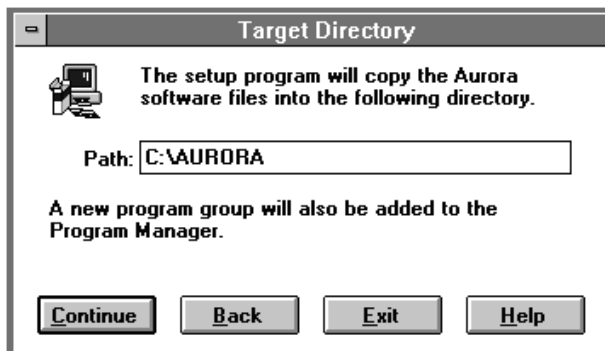 Target Directory
The setup program will copy the Aurora
software files into the following directory.
Path: C:\AURORA
A new program group will also be added to the
Program Manager.
Continue Back Exit Help